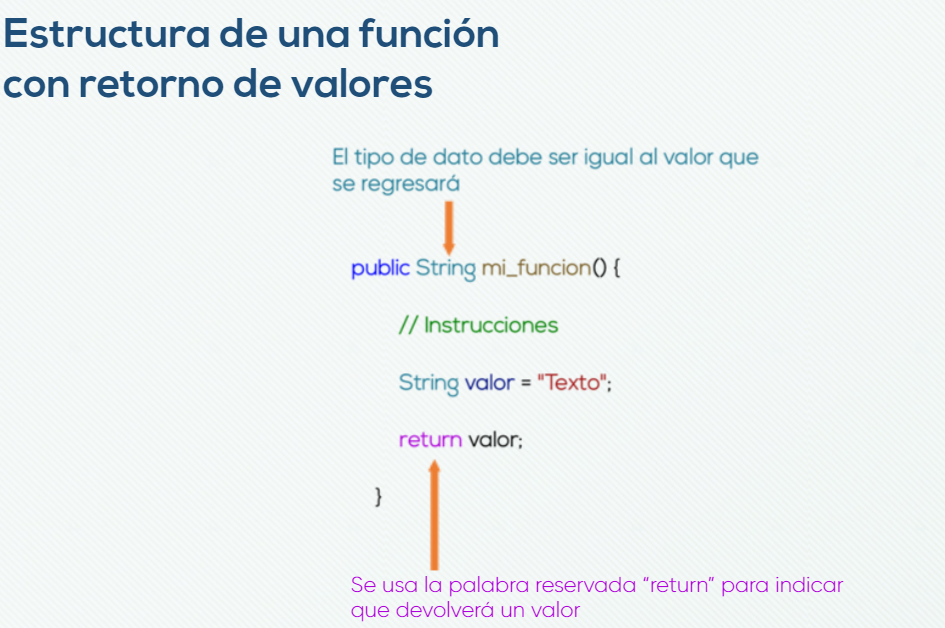 Estructura de una función
con retorno de valores
El tipo de dato debe ser igual al valor que
se regresará
public String mi_funcion() {
// Instrucciones
String valor = "Texto";
return valor;
}
Se usa la palabra reservada “return” para indicar
que devolverá un valor